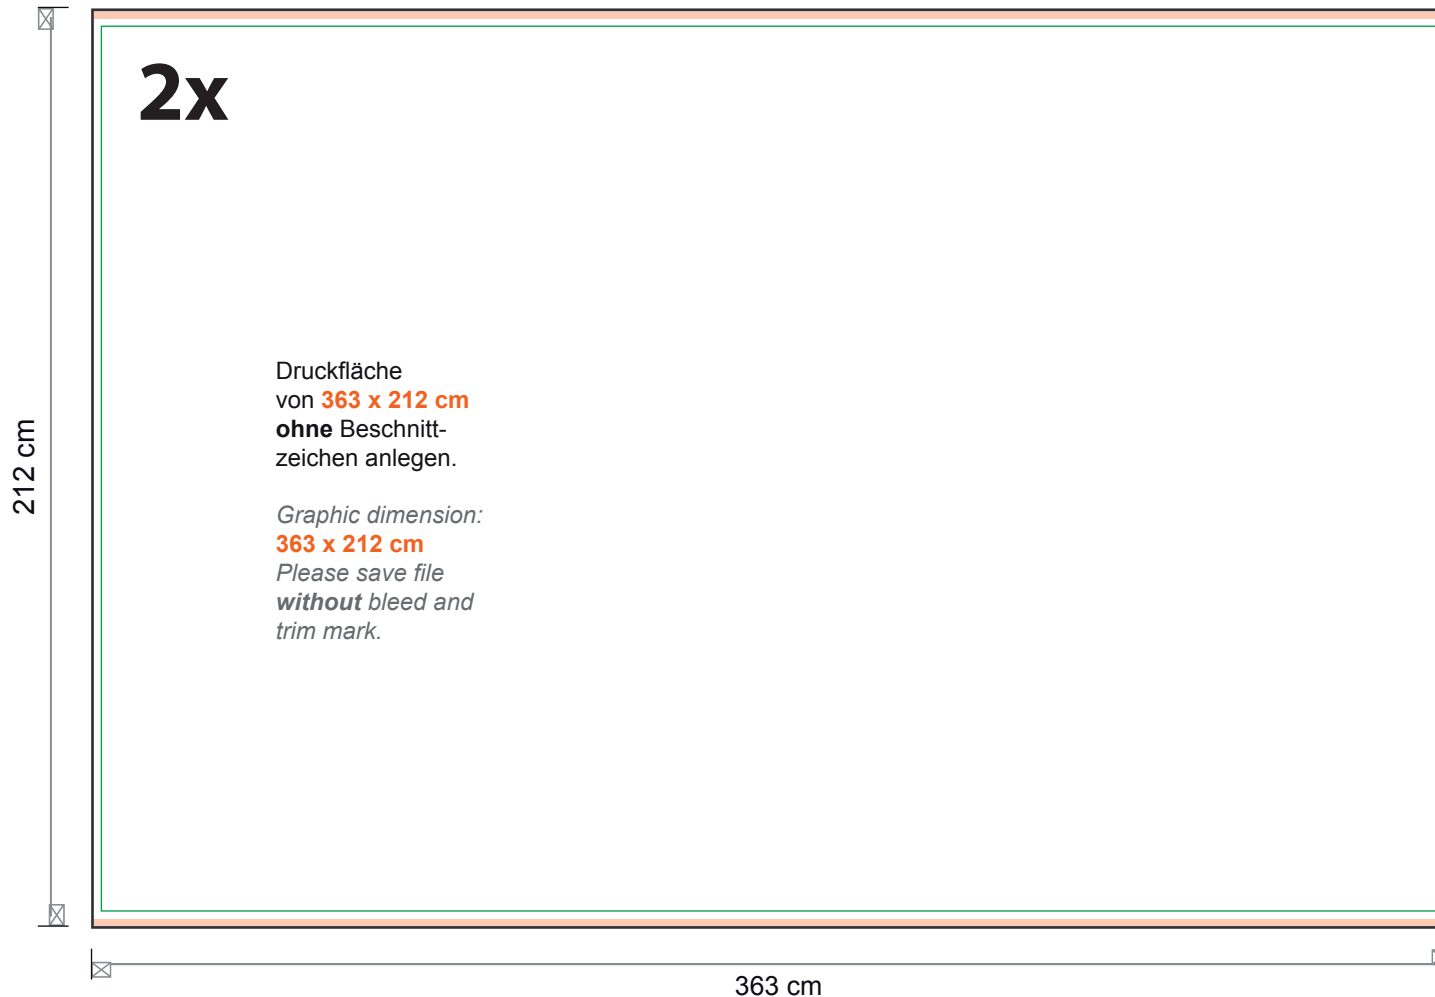 2x
Druckfläche
von 363 x 212 cm
ohne Beschnitt-
zeichen anlegen.
Graphic dimension:
363 x 212 cm
Please save file
without bleed and
trim mark.
212 cm
363 cm